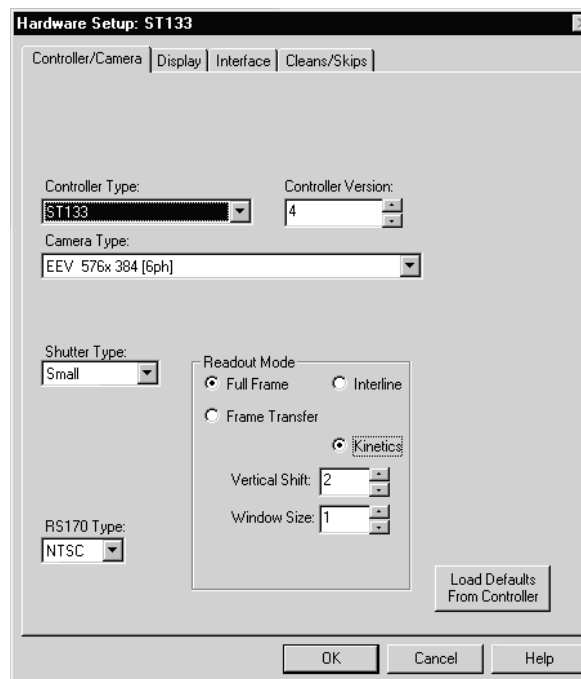 Hardware Setup: ST133
Controller/Camera Display Interface Cleans/Skips
Controller Type: Controller Version:
ST133 4
Camera Type:
EEV 576x 384 [6ph]
Shutter Type:
Small
Readout Mode
Full Frame Interline
Frame Transfer
Kinetics
Vertical Shift: 2
Window Size: 1
RS170 Type:
NTSC
Load Defaults
From Controller
OK Cancel Help